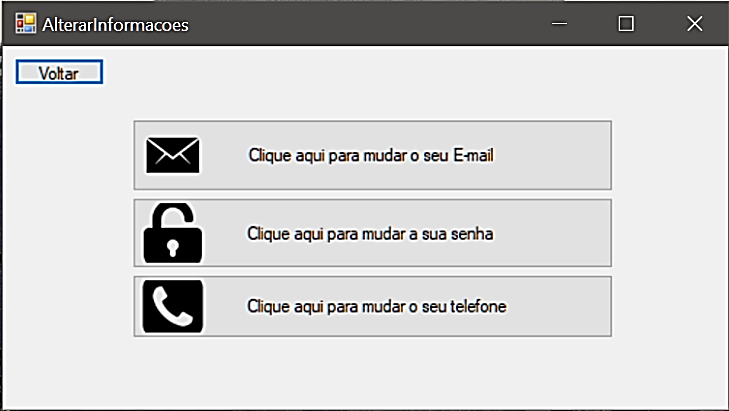 AlterarInformacoes
Voltar
Clique aqui para mudar o seu E-mail
Clique aqui para mudar a sua senha
Clique aqui para mudar o seu telefone